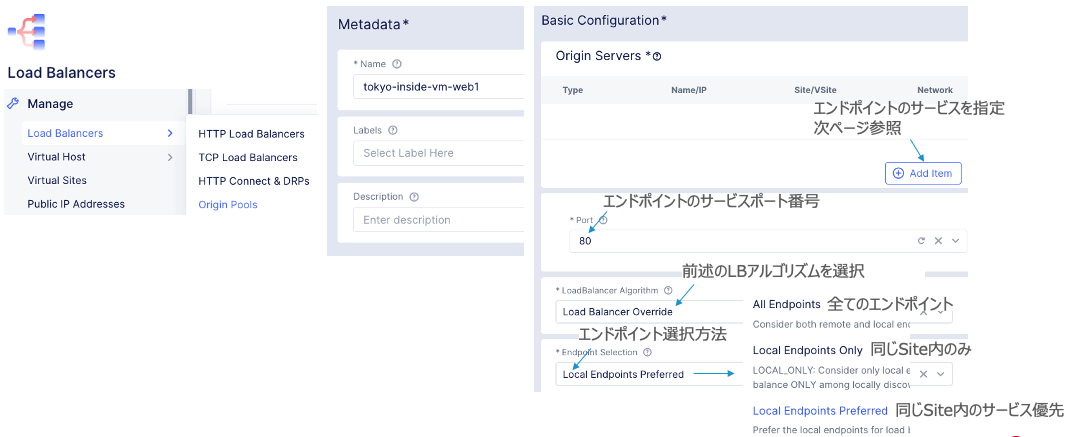 Load Balancers
Manage
Load Balancers
Virtual Host
Virtual Sites
Public IP Addresses
HTTP Load Balancers
TCP Load Balancers
HTTP Connect & DRPs
Origin Pools
Metadata*
* Name
tokyo-inside-vm-web1
Labels
Select Label Here
Description
Enter description
Basic Configuration*
Origin Servers *
Type Name/IP Site/VSite Network
エンドポイントのサービスを指定
次ページ参照
Add Item
エンドポイントのサービスポート番号
* Port
80
前述のLBアルゴリズムを選択
* LoadBalancer Algorithm
Load Balancer Override
エンドポイント選択方法
* Endpoint Selection
Local Endpoints Preferred
All Endpoints 全てのエンドポイント
Consider both remote and local end
Local Endpoints Only 同じSite内のみ
LOCAL_ONLY: Consider only local e
balance ONLY among locally disco
Local Endpoints Preferred 同じSite内のサービス優先
Prefer the local endpoints for load